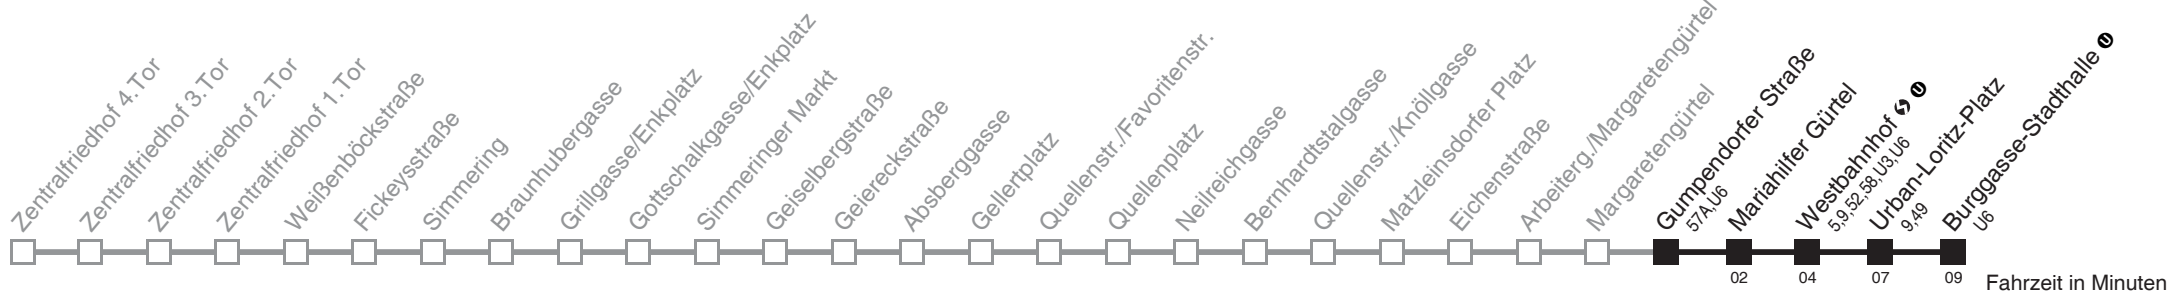 Zentralfriedhof 4.Tor
Zentralfriedhof 3.Tor
Zentralfriedhof 2.Tor
Zentralfriedhof 1.Tor
Weißenböckstraße
Fickeysstraße
Simmering
Braunhubergasse
Grillgasse/Enkplatz
Gottschalkgasse/Enkplatz
Simmeringer Markt
Geiselbergstraße
Geiereckstraße
Absberggasse
Gellertplatz
Quellenstr./Favoritenstr.
Quellenplatz
Neilreichgasse
Bernhardtstalgasse
Quellenstr./Knöllgasse
Matzleinsdorfer Platz
Eichenstraße
Arbeiterg./Margaretengürtel
Margaretengürtel
Gumpendorfer Straße
57A,U6
Mariahilfer Gürtel
Westbahnhof S U
5,9,52,58,U3,U6
Urban-Loritz-Platz
9,49
Burggasse-Stadthalle U
U6
02 04 07 09 Fahrzeit in Minuten